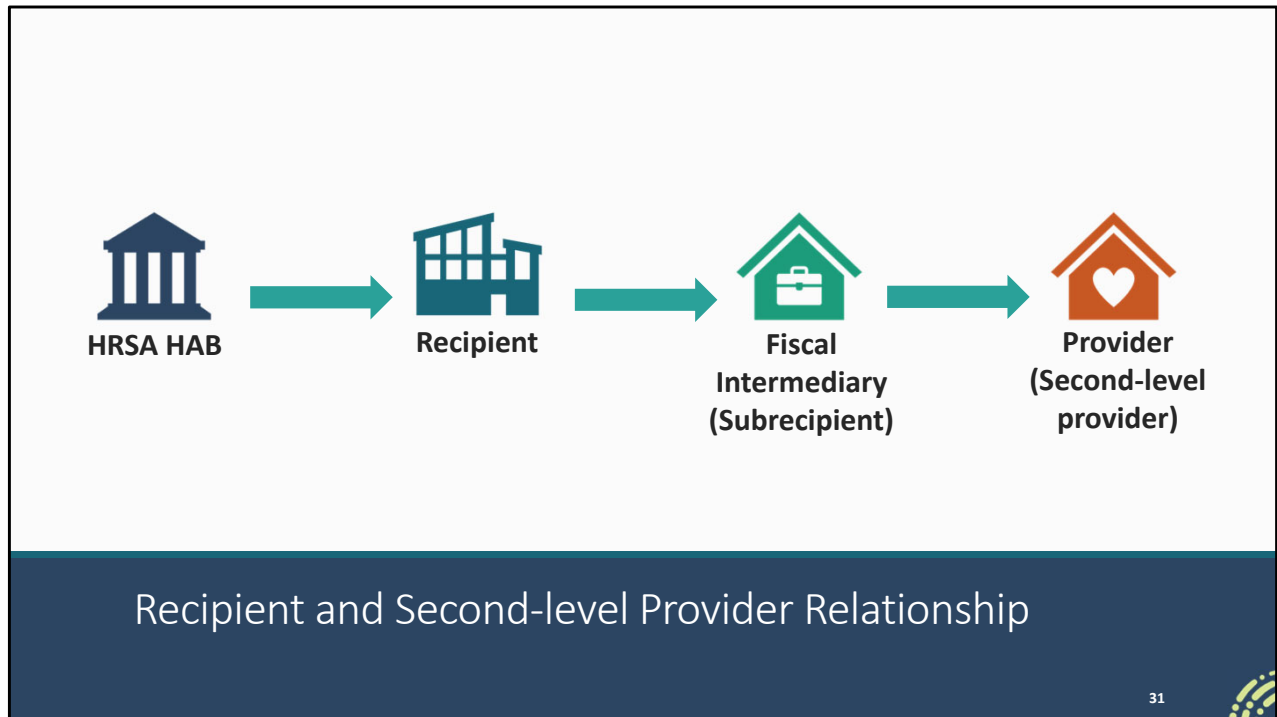 HRSA HAB
Recipient
Fiscal
Intermediary
(Subrecipient)
Provider
(Second-level
provider)
Recipient and Second-level Provider Relationship
31